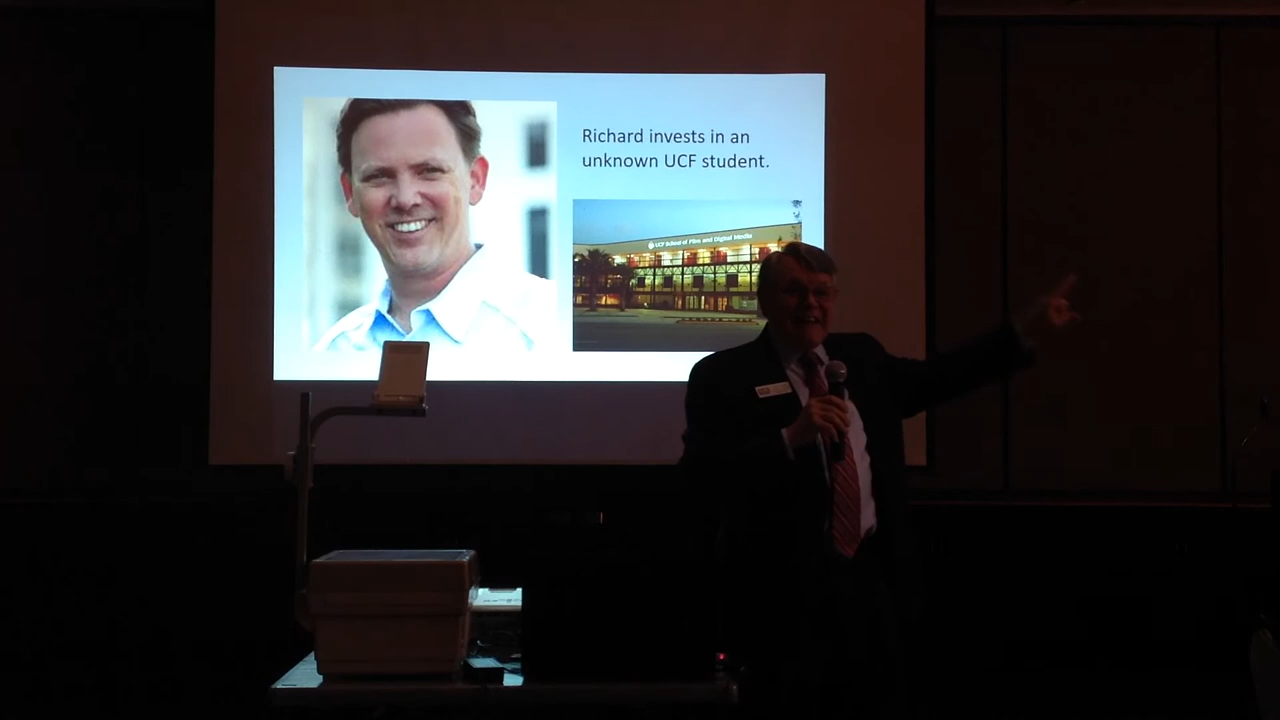 Richard invests in an
unknown UCF student.
UCF School of Film and Digital Media